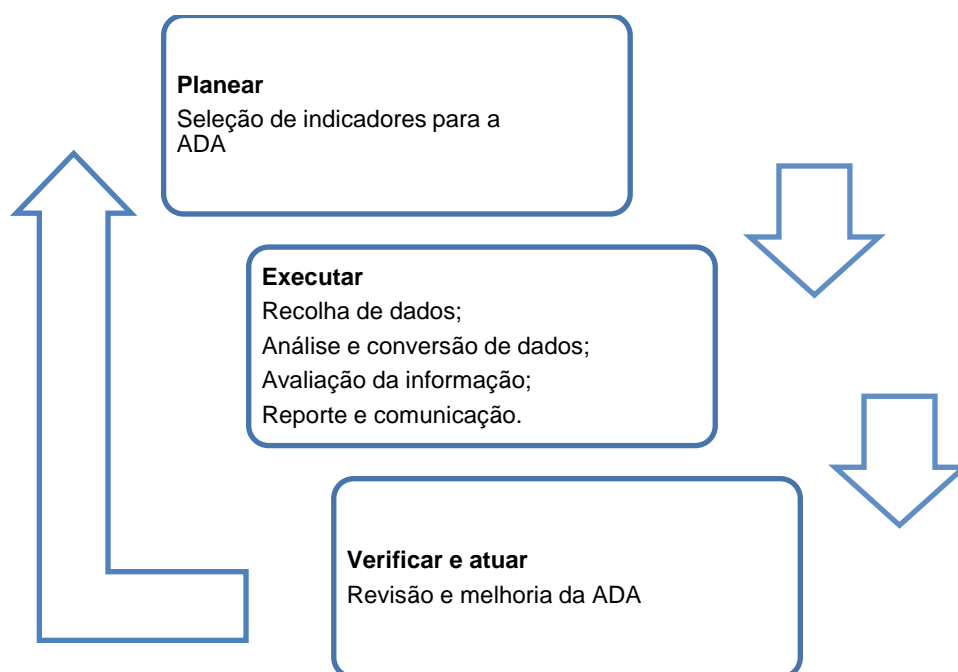 Planear
Seleção de indicadores para a
ADA
Executar
Recolha de dados;
Análise e conversão de dados;
Avaliação da informação;
Reporte e comunicação.
Verificar e atuar
Revisão e melhoria da ADA